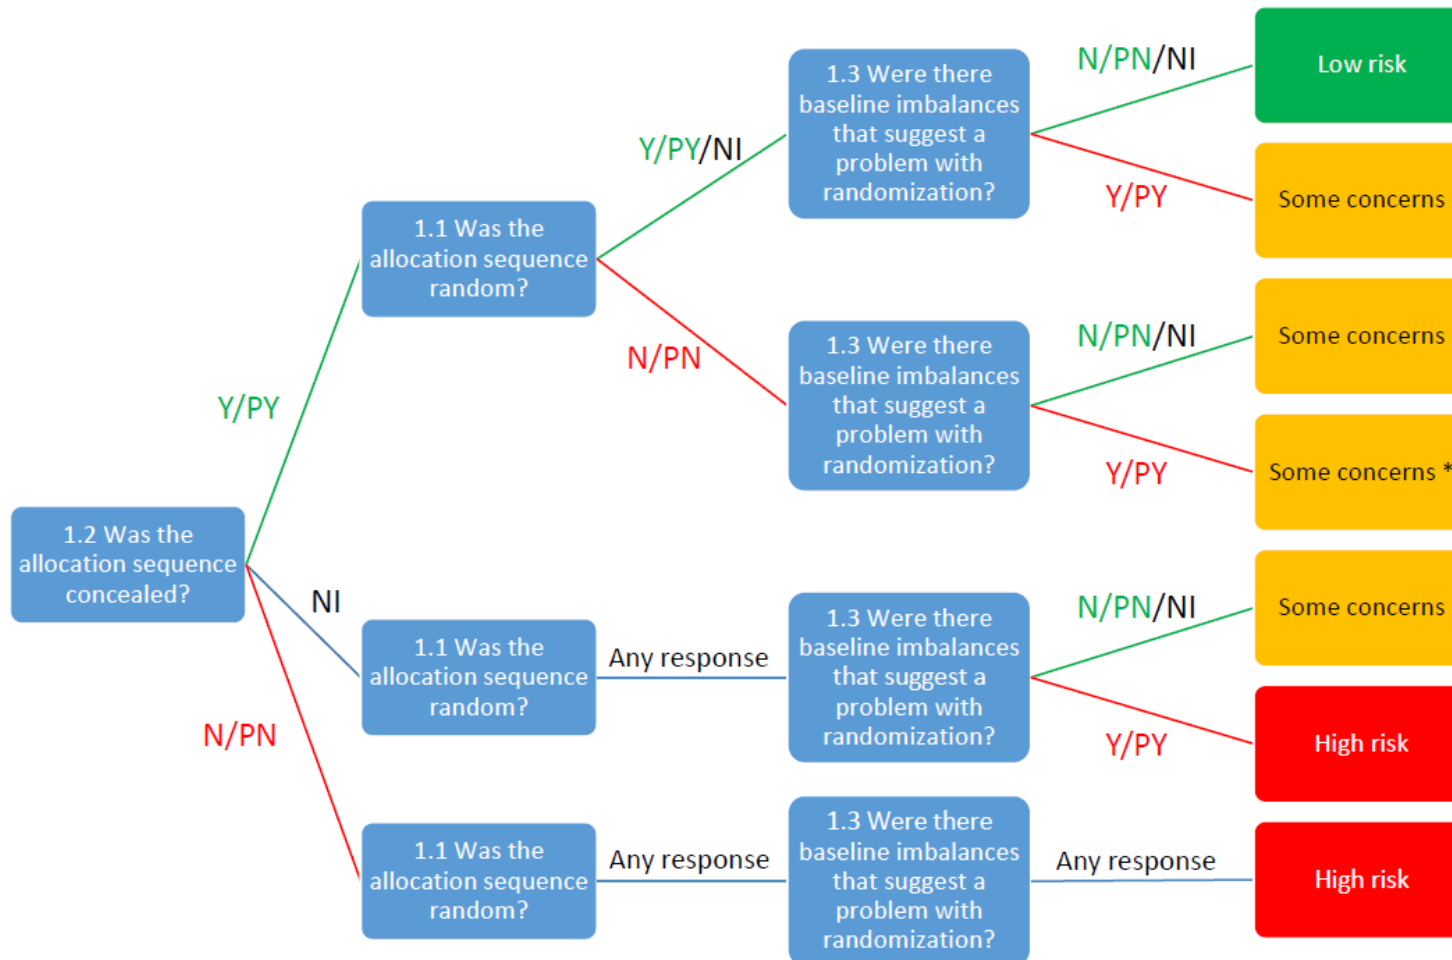 1.2 Was the
allocation sequence
concealed?
Y/PY
NI
N/PN
1.1 Was the
allocation sequence
random?
Y/PY/NI
N/PN
1.3 Were there
baseline imbalances
that suggest a
problem with
randomization?
N/PN/NI
Low risk
Y/PY
Some concerns
1.3 Were there
baseline imbalances
that suggest a
problem with
randomization?
N/PN/NI
Some concerns
Y/PY
Some concerns *
1.1 Was the
allocation sequence
random?
Any response
1.3 Were there
baseline imbalances
that suggest a
problem with
randomization?
N/PN/NI
Some concerns
Y/PY
High risk
1.1 Was the
allocation sequence
random?
Any response
1.3 Were there
baseline imbalances
that suggest a
problem with
randomization?
Any response
High risk